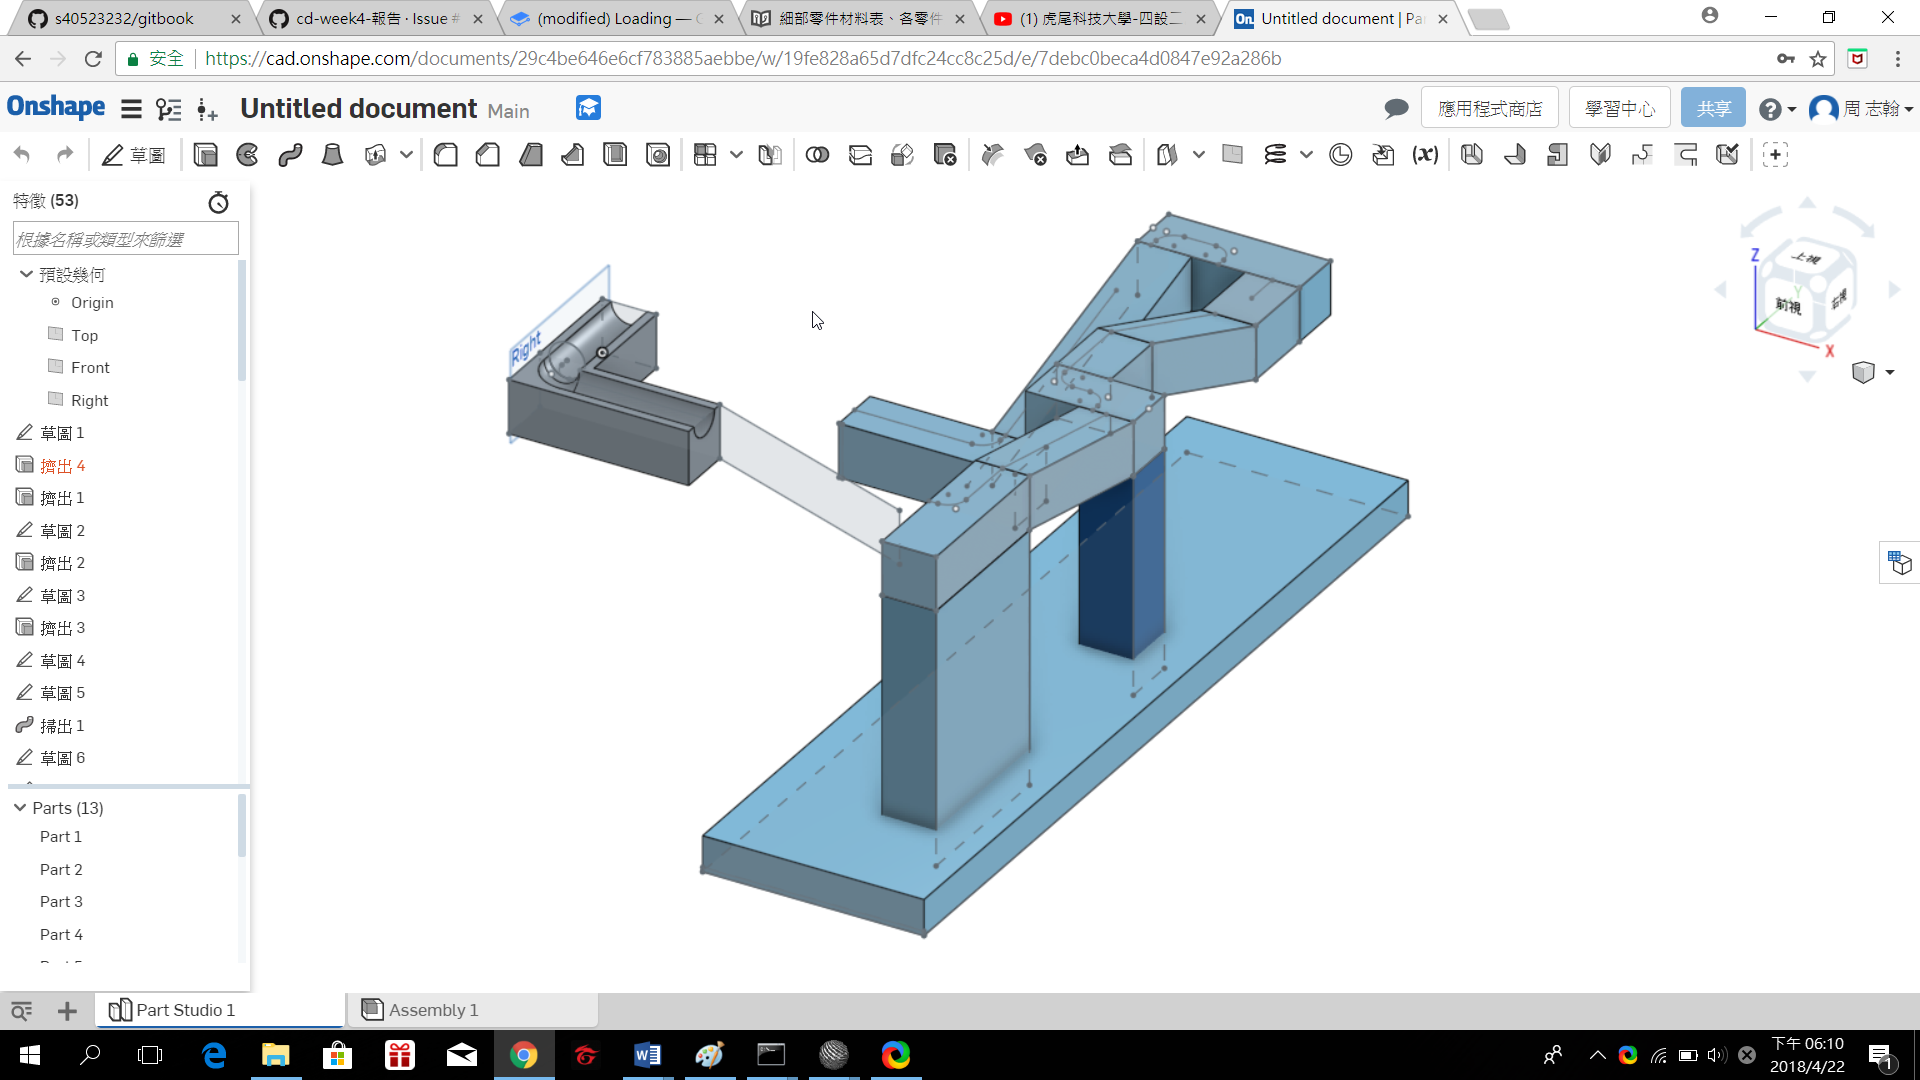 s40523232/gitbook
cd-week4-報告 · Issue #
(modified) Loading —
細部零件材料表、各零件
(1) 虎尾科技大學-四設二
Untitled document | Pa
安全
https://cad.onshape.com/documents/29c4be646e6cf783885aebbe/w/19fe828a65d7dfc24cc8c25d/e/7debc0beca4d0847e92a286b
Onshape
Untitled document Main
應用程式商店
學習中心
共享
周 志翰
草圖
(x)
特徵 (53)
根據名稱或類型來篩選
預設幾何
Origin
Top
Front
Right
草圖 1
擠出 4
擠出 1
草圖 2
擠出 2
草圖 3
擠出 3
草圖 4
草圖 5
掃出 1
草圖 6
Parts (13)
Part 1
Part 2
Part 3
Part 4
Right
Z
上視
前視
右視
Y
X
Part Studio 1
Assembly 1
下午 06:10
2018/4/22
1